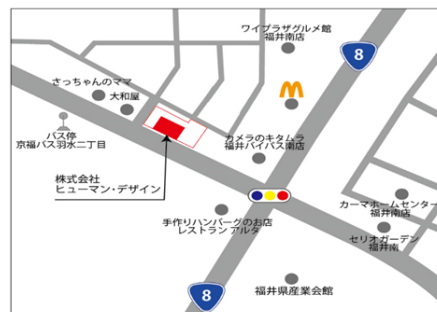 ワイプラザグルメ館
福井南店
8
さっちゃんのママ
大和屋
バス停
京福バス羽水二丁目
カメラのキタムラ
福井バイパス南店
株式会社
ヒューマン・デザイン
手作りハンバーグのお店
レストラン アルタ
カーマホームセンター
福井南店
セリオガーデン
福井南
福井県産業会館
8